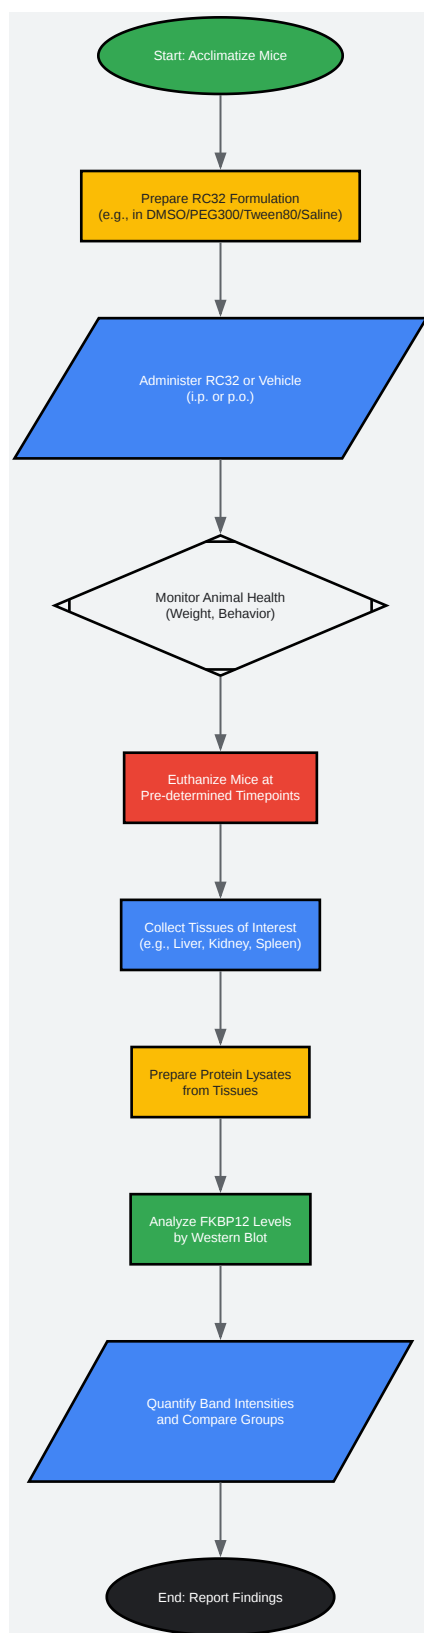 Start: Acclimatize Mice
Prepare RC32 Formulation
(e.g., in DMSO/PEG300/Tween80/Saline)
Administer RC32 or Vehicle
(i.p. or p.o.)
Monitor Animal Health
(Weight, Behavior)
Euthanize Mice at
Pre-determined Timepoints
Collect Tissues of Interest
(e.g., Liver, Kidney, Spleen)
Prepare Protein Lysates
from Tissues
Analyze FKBP12 Levels
by Western Blot
Quantify Band Intensities
and Compare Groups
End: Report Findings